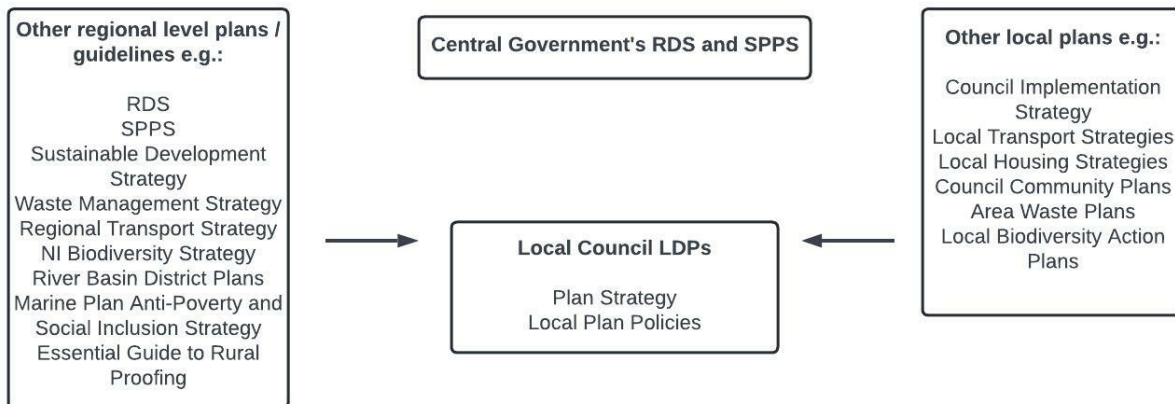 Other regional level plans /
guidelines e.g.:
RDS
SPPS
Sustainable Development
Strategy
Waste Management Strategy
Regional Transport Strategy
NI Biodiversity Strategy
River Basin District Plans
Marine Plan Anti-Poverty and
Social Inclusion Strategy
Essential Guide to Rural
Proofing
Central Government's RDS and SPPS
Local Council LDPs
Plan Strategy
Local Plan Policies
Other local plans e.g.:
Council Implementation
Strategy
Local Transport Strategies
Local Housing Strategies
Council Community Plans
Area Waste Plans
Local Biodiversity Action
Plans